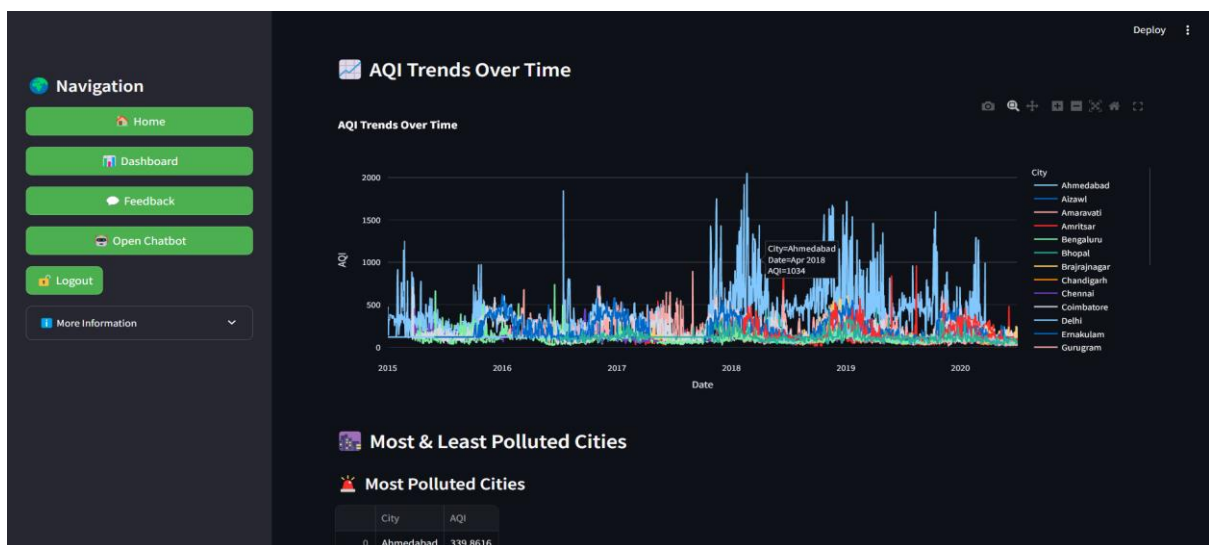 Deploy
🌍 Navigation
🏠 Home
📊 Dashboard
💬 Feedback
🤖 Open Chatbot
🔓 Logout
ℹ️ More Information
📈 AQI Trends Over Time
AQI Trends Over Time
AQI
2000
1500
1000
500
0
2015 2016 2017 2018 2019 2020
Date
City=Ahmedabad
Date=Apr 2018
AQI=1034
City
Ahmedabad
Aizawl
Amaravati
Amritsar
Bengaluru
Bhopal
Brajrajnagar
Chandigarh
Chennai
Coimbatore
Delhi
Ernakulam
Gurugram
Most & Least Polluted Cities
🚨 Most Polluted Cities
City AQI
0 Ahmedabad 339.8616